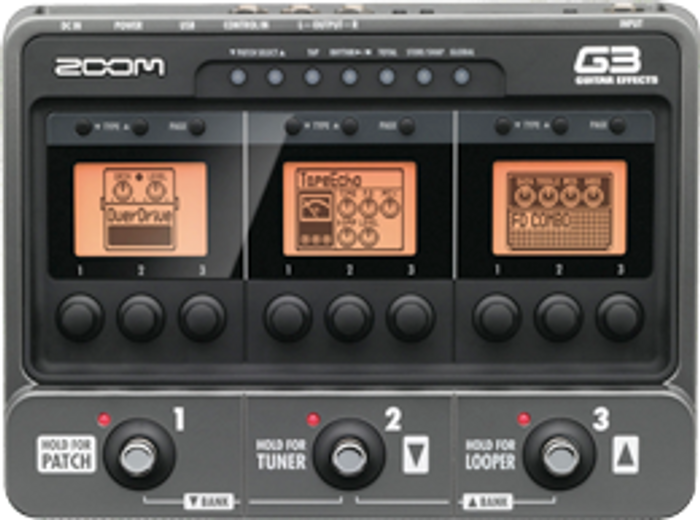 DC IN POWER USB CONTROL IN L-OUTPUT-R INPUT
ZOOM
▼PATCH SELECT▲ TAP RHYTHM►/■ TOTAL STORE/SWAP GLOBAL
G3
GUITAR EFFECTS
▼ TYPE ▲ PAGE
▼ TYPE ▲ PAGE
▼ TYPE ▲ PAGE
OverDrive
TapeEcho
FD COMBO
1 2 3
1 2 3
1 2 3
1
HOLD FOR
PATCH
2
HOLD FOR
TUNER
▼
3
HOLD FOR
LOOPER
▲
▼BANK
▲BANK